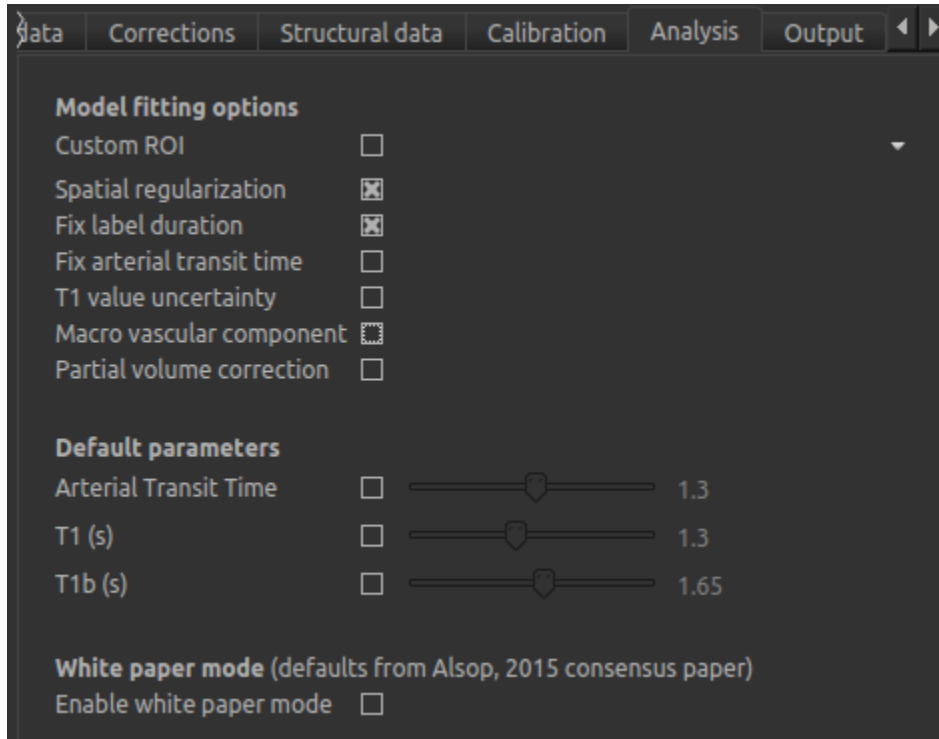 data Corrections Structural data Calibration Analysis Output
Model fitting options
Custom ROI
Spatial regularization
Fix label duration
Fix arterial transit time
T1 value uncertainty
Macro vascular component
Partial volume correction
Default parameters
Arterial Transit Time 1.3
T1 (s) 1.3
T1b (s) 1.65
White paper mode (defaults from Alsop, 2015 consensus paper)
Enable white paper mode